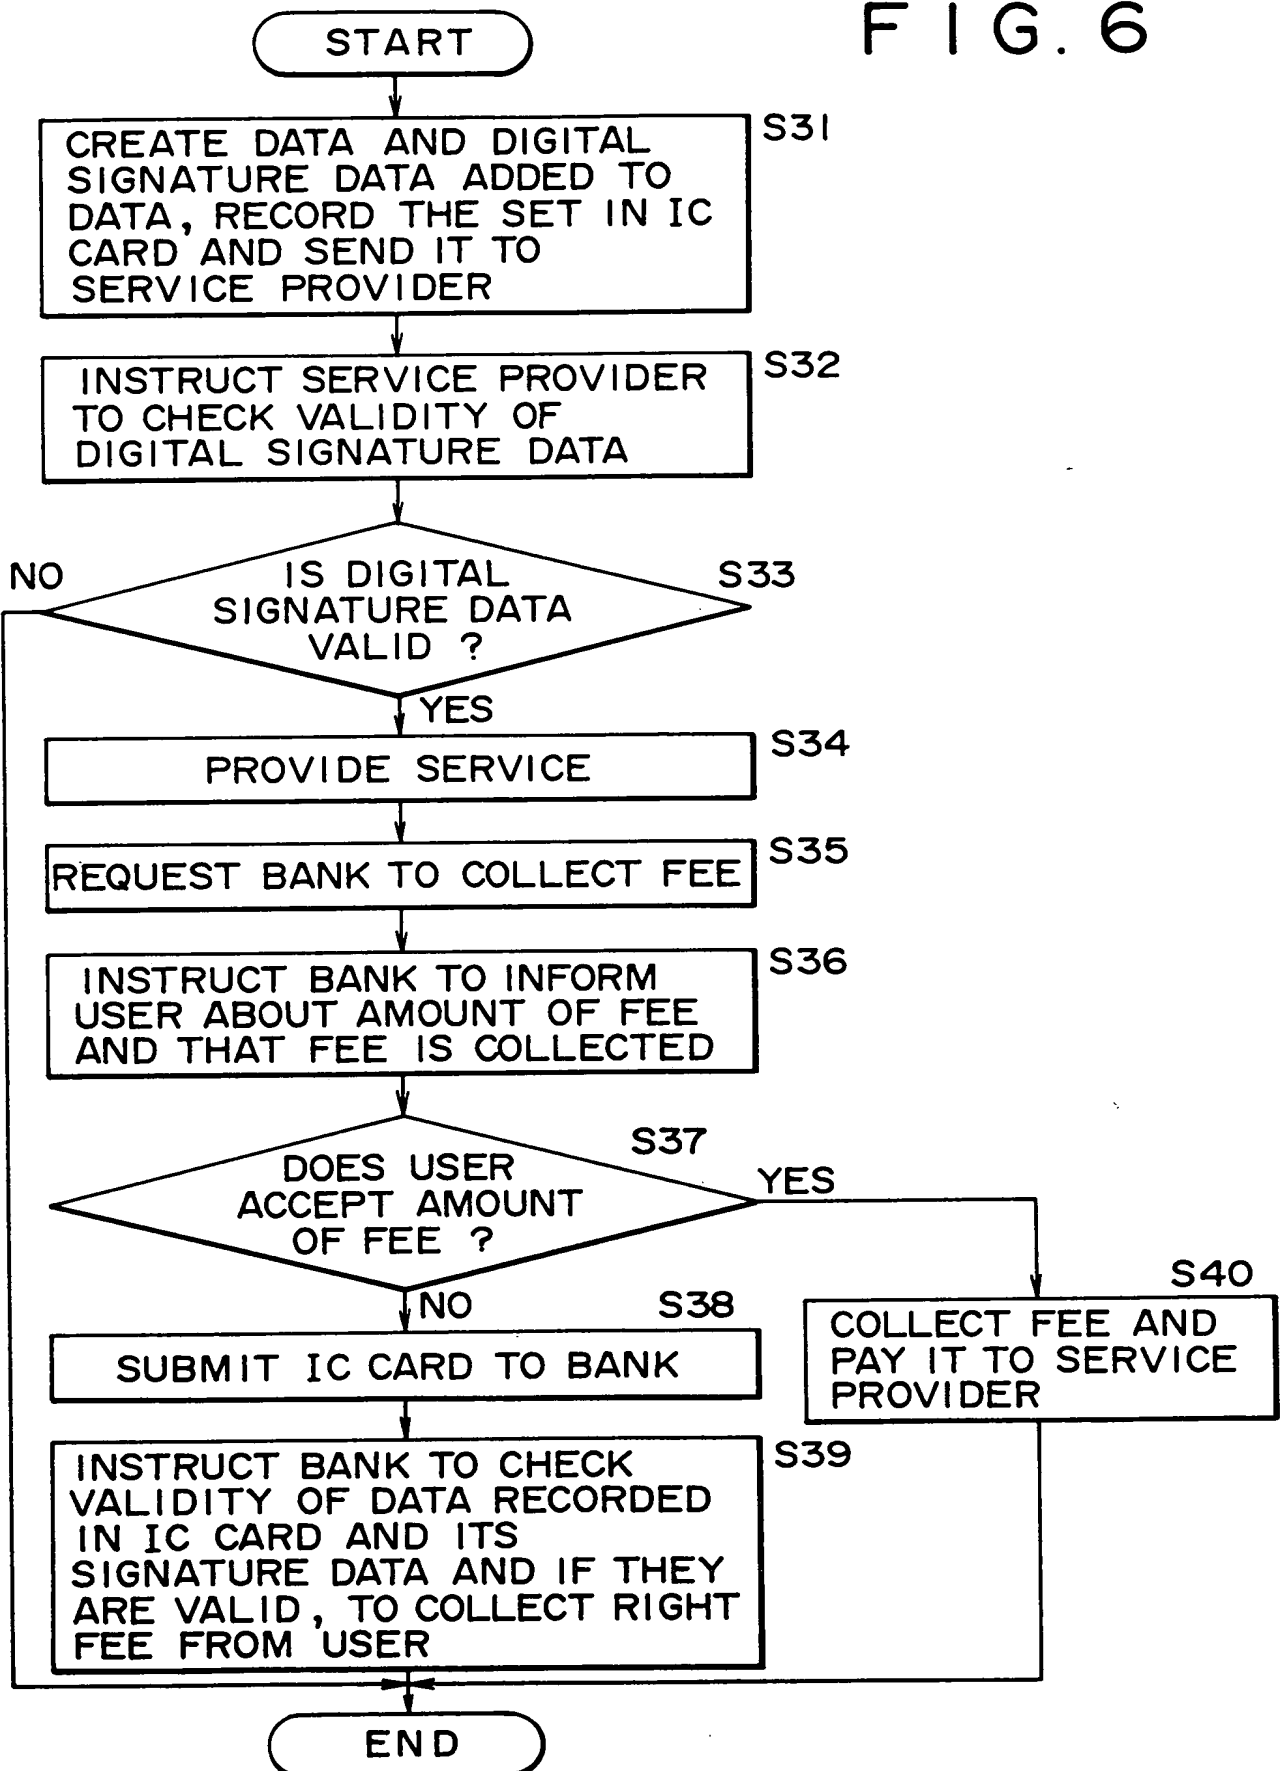 FIG. 6
START
S31
CREATE DATA AND DIGITAL
SIGNATURE DATA ADDED TO
DATA, RECORD THE SET IN IC
CARD AND SEND IT TO
SERVICE PROVIDER
S32
INSTRUCT SERVICE PROVIDER
TO CHECK VALIDITY OF
DIGITAL SIGNATURE DATA
NO
S33
IS DIGITAL
SIGNATURE DATA
VALID ?
YES
S34
PROVIDE SERVICE
S35
REQUEST BANK TO COLLECT FEE
S36
INSTRUCT BANK TO INFORM
USER ABOUT AMOUNT OF FEE
AND THAT FEE IS COLLECTED
S37
DOES USER
ACCEPT AMOUNT
OF FEE ?
YES
NO
S38
SUBMIT IC CARD TO BANK
S40
COLLECT FEE AND
PAY IT TO SERVICE
PROVIDER
S39
INSTRUCT BANK TO CHECK
VALIDITY OF DATA RECORDED
IN IC CARD AND ITS
SIGNATURE DATA AND IF THEY
ARE VALID, TO COLLECT RIGHT
FEE FROM USER
END